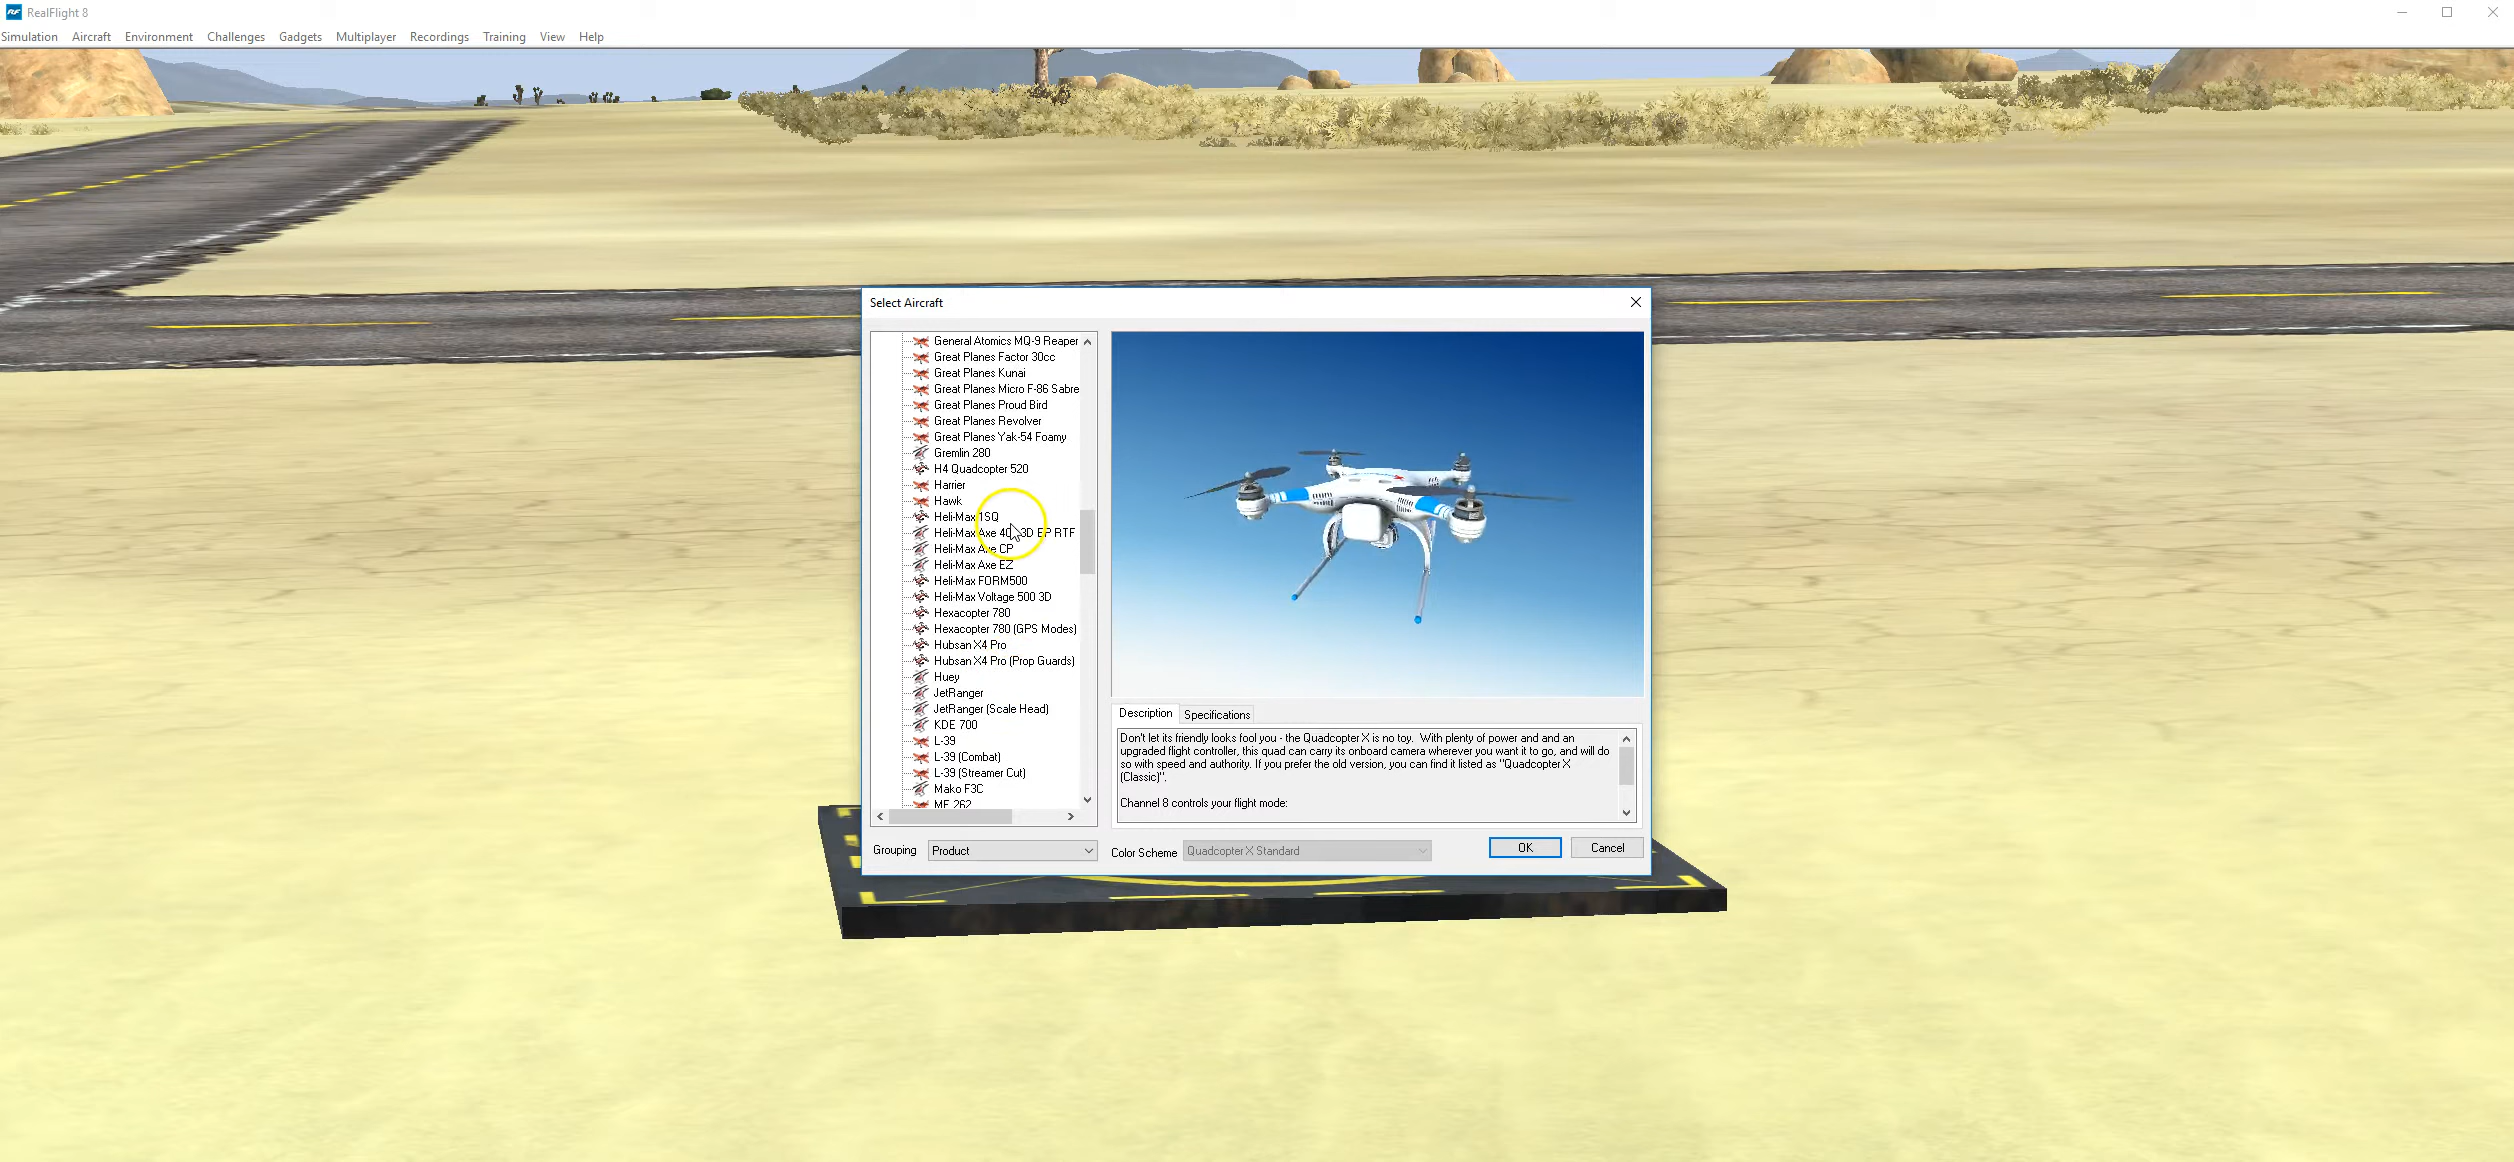 RealFlight 8
Simulation Aircraft Environment Challenges Gadgets Multiplayer Recordings Training View Help
Select Aircraft
General Atomics MQ-9 Reaper
Great Planes Factor 30cc
Great Planes Kunai
Great Planes Micro F-86 Sabre
Great Planes Proud Bird
Great Planes Revolver
Great Planes Yak-54 Foamy
Gremlin 280
H4 Quadcopter 520
Harrier
Hawk
Heli-Max 1SQ
Heli-Max Axe 400 3D EP RTF
Heli-Max Axe CP
Heli-Max Axe EZ
Heli-Max FORM500
Heli-Max Voltage 500 3D
Hexacopter 780
Hexacopter 780 (GPS Modes)
Hubsan X4 Pro
Hubsan X4 Pro (Prop Guards)
Huey
JetRanger
JetRanger (Scale Head)
KDE 700
L-39
L-39 (Combat)
L-39 (Streamer Cut)
Mako F3C
ME 262
Grouping Product
Description Specifications
Don't let its friendly looks fool you - the Quadcopter X is no toy. With plenty of power and and an
upgraded flight controller, this quad can carry its onboard camera wherever you want it to go, and will do
so with speed and authority. If you prefer the old version, you can find it listed as "Quadcopter X
(Classic)".
Channel 8 controls your flight mode:
Color Scheme Quadcopter X Standard
OK Cancel